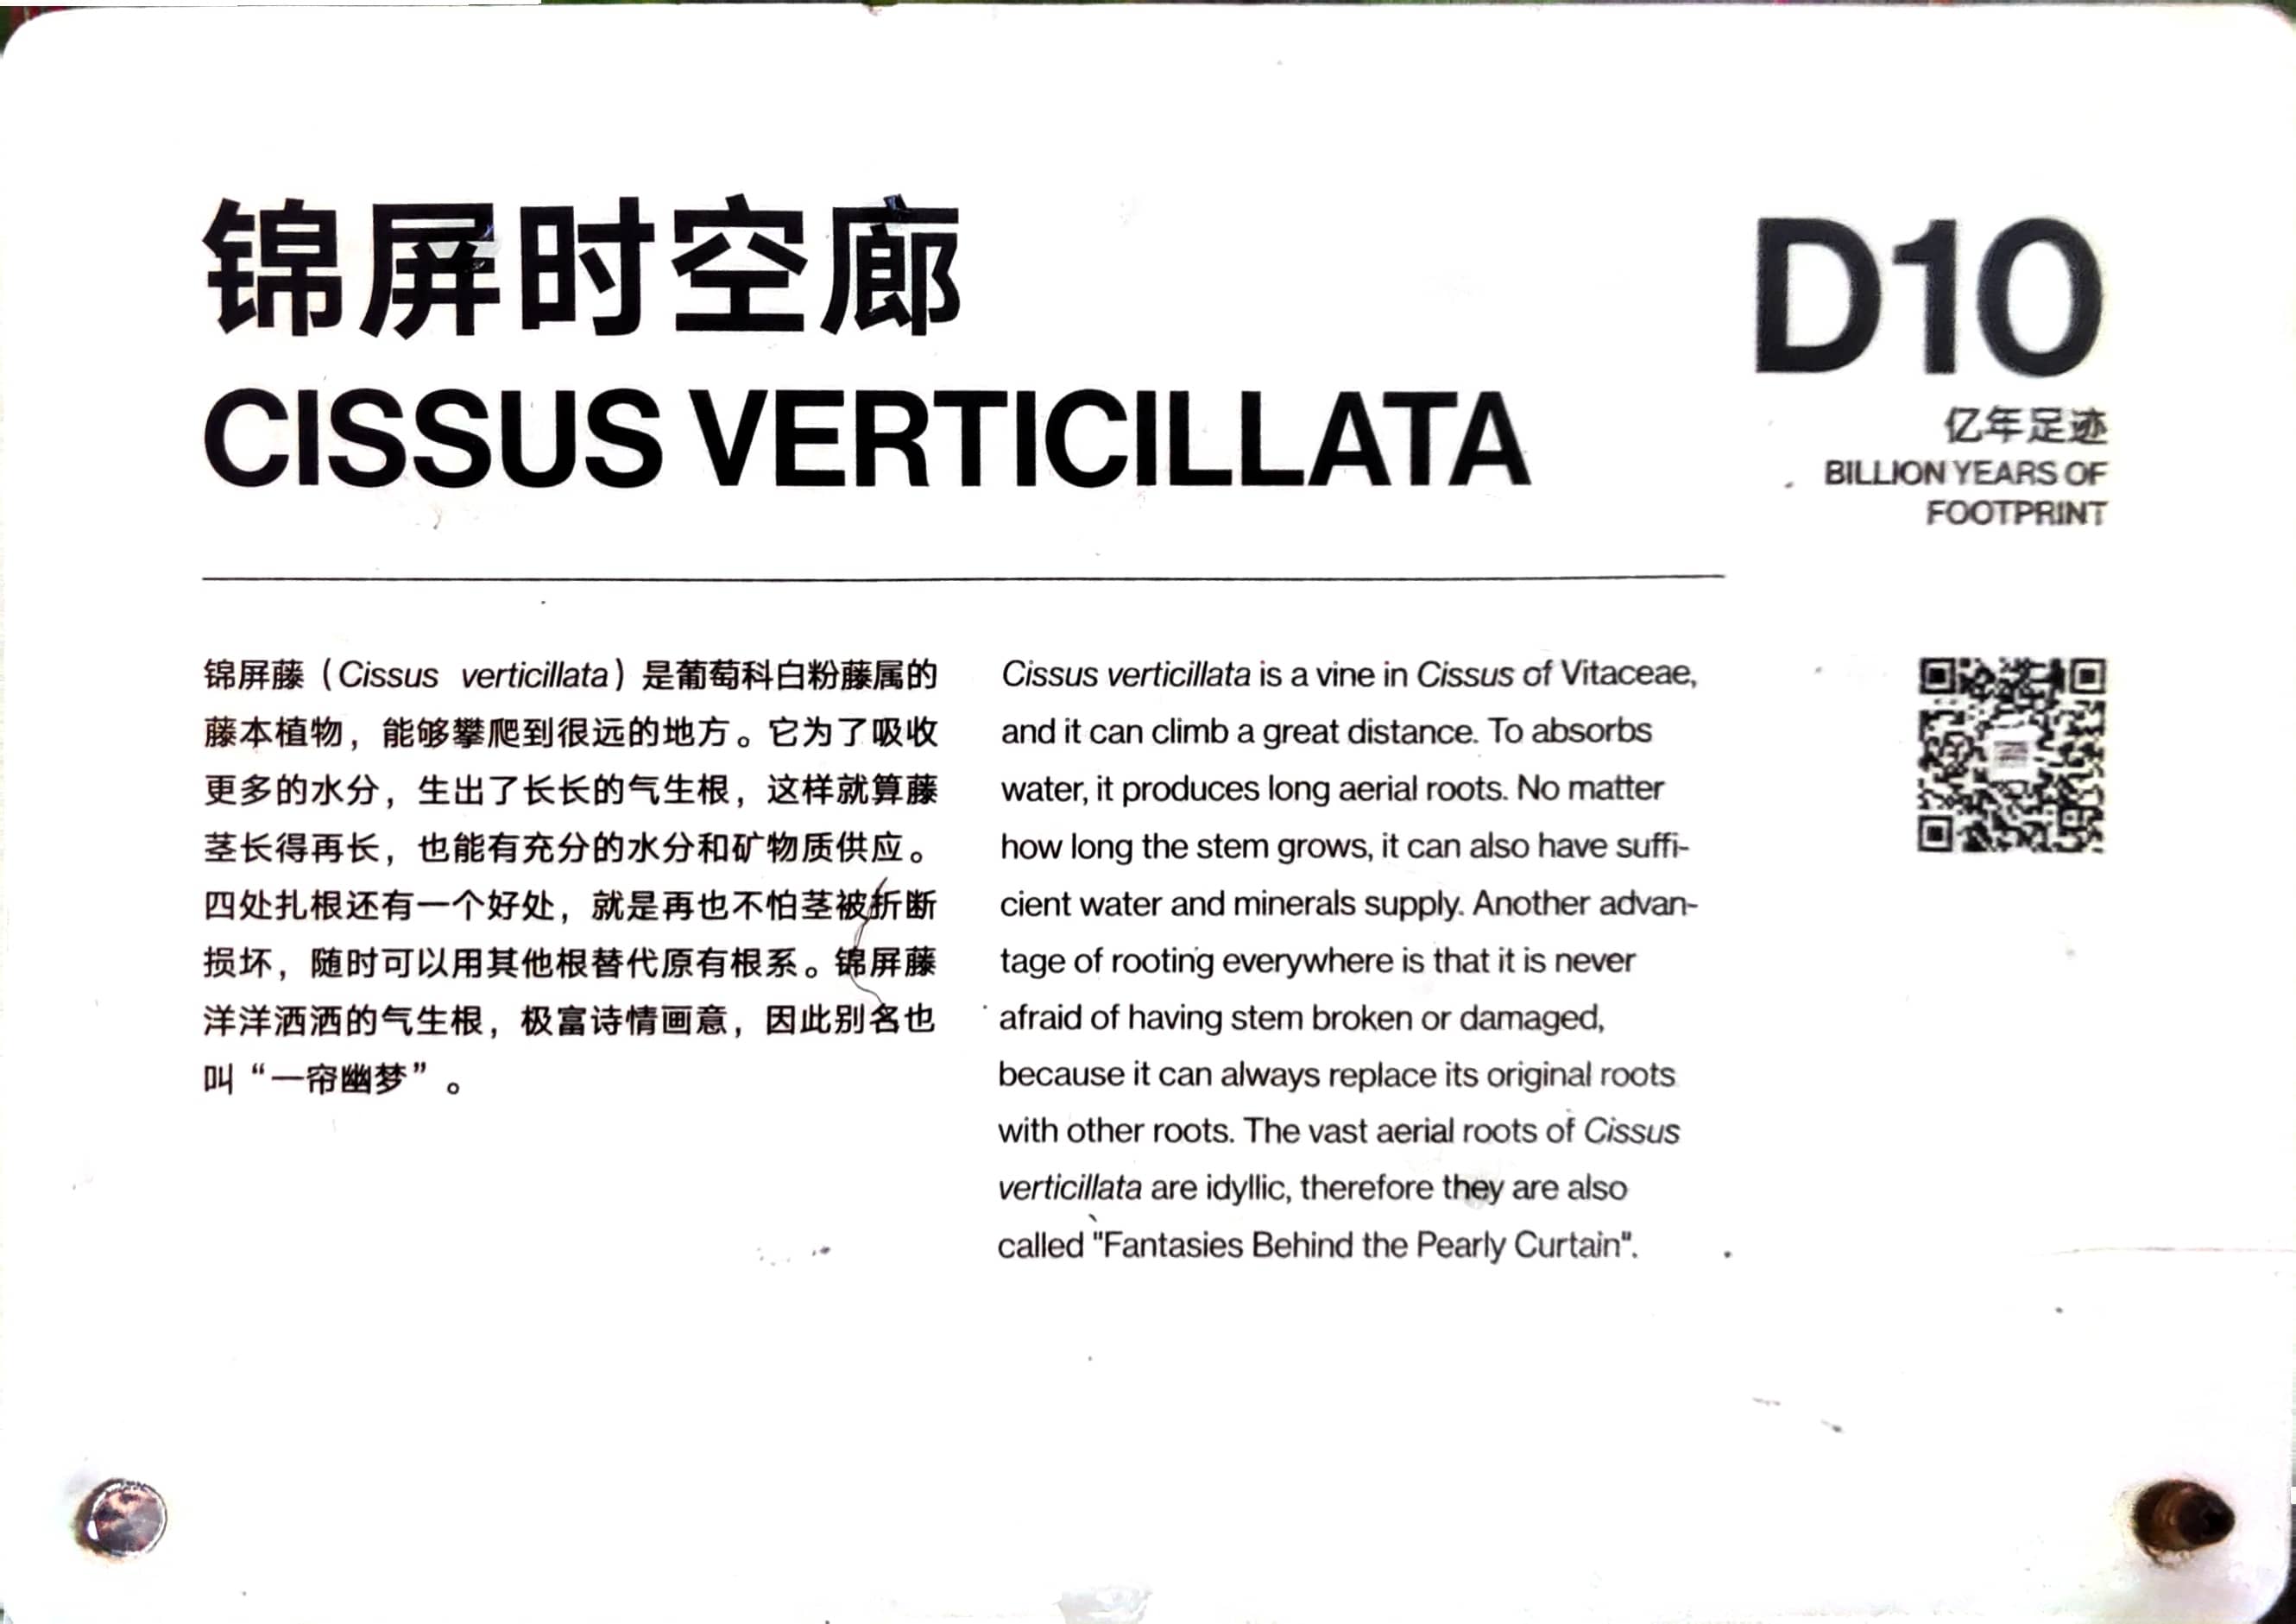 锦屏时空廊
CISSUS VERTICILLATA
D10
亿年足迹
BILLION YEARS OF
FOOTPRINT
锦屏藤（Cissus verticillata）是葡萄科白粉藤属的
藤本植物，能够攀爬到很远的地方。它为了吸收
更多的水分，生出了长长的气生根，这样就算藤
茎长得再长，也能有充分的水分和矿物质供应。
四处扎根还有一个好处，就是再也不怕茎被折断
损坏，随时可以用其他根替代原有根系。锦屏藤
洋洋洒洒的气生根，极富诗情画意，因此别名也
叫“一帘幽梦”。
Cissus verticillata is a vine in Cissus of Vitaceae,
and it can climb a great distance. To absorbs
water, it produces long aerial roots. No matter
how long the stem grows, it can also have suffi-
cient water and minerals supply. Another advan-
tage of rooting everywhere is that it is never
afraid of having stem broken or damaged,
because it can always replace its original roots
with other roots. The vast aerial roots of Cissus
verticillata are idyllic, therefore they are also
called "Fantasies Behind the Pearly Curtain".